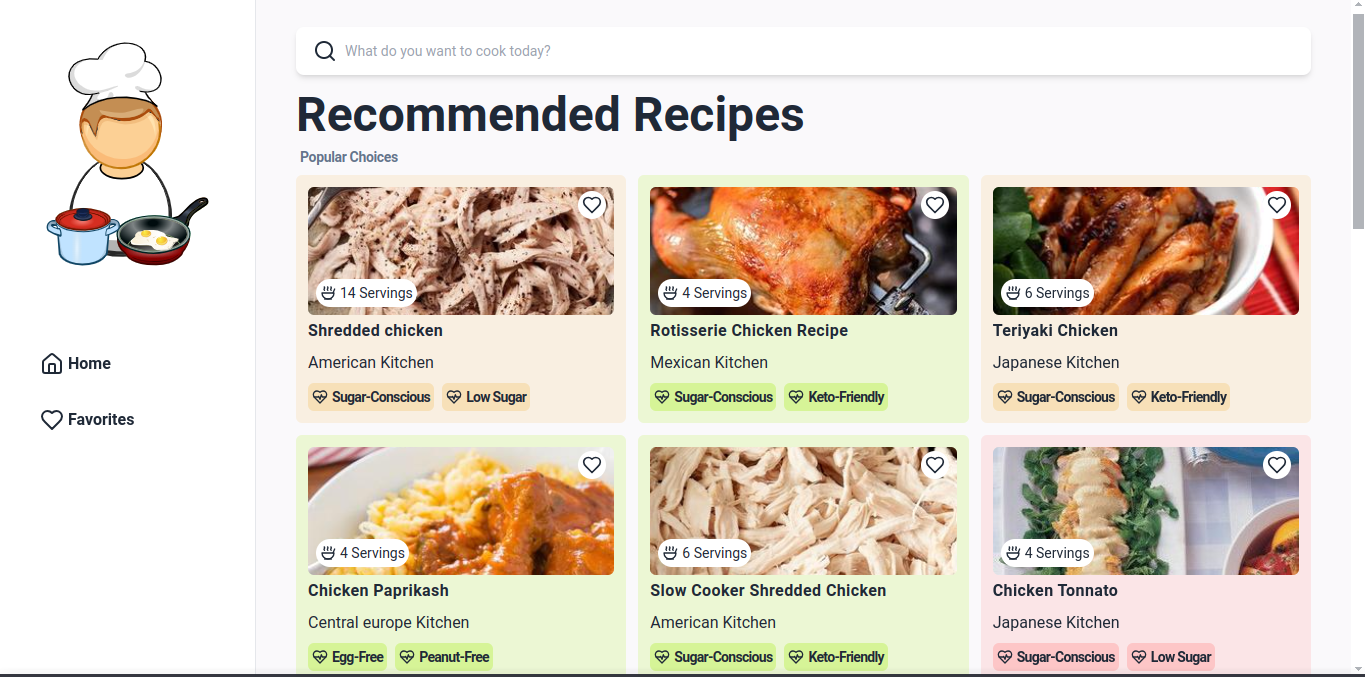 What do you want to cook today?
Recommended Recipes
Popular Choices
Home
Favorites
14 Servings
Shredded chicken
American Kitchen
Sugar-Conscious
Low Sugar
4 Servings
Rotisserie Chicken Recipe
Mexican Kitchen
Sugar-Conscious
Keto-Friendly
6 Servings
Teriyaki Chicken
Japanese Kitchen
Sugar-Conscious
Keto-Friendly
4 Servings
Chicken Paprikash
Central europe Kitchen
Egg-Free
Peanut-Free
6 Servings
Slow Cooker Shredded Chicken
American Kitchen
Sugar-Conscious
Keto-Friendly
4 Servings
Chicken Tonnato
Japanese Kitchen
Sugar-Conscious
Low Sugar